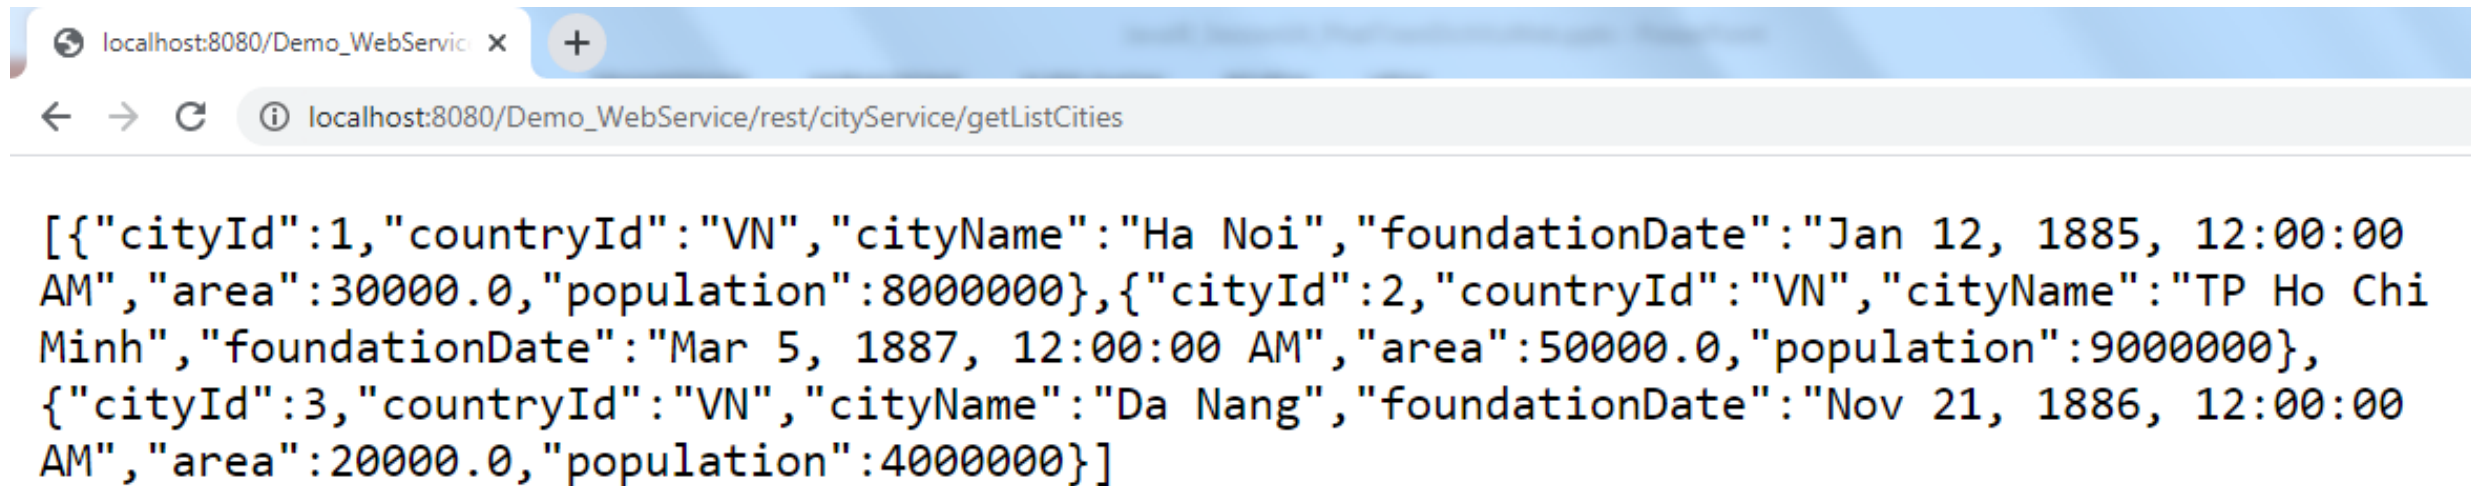 localhost:8080/Demo_WebServic
localhost:8080/Demo_WebService/rest/cityService/getListCities
[{"cityId":1,"countryId":"VN","cityName":"Ha Noi","foundationDate":"Jan 12, 1885, 12:00:00
AM","area":30000.0,"population":8000000},{"cityId":2,"countryId":"VN","cityName":"TP Ho Chi
Minh","foundationDate":"Mar 5, 1887, 12:00:00 AM","area":50000.0,"population":9000000},
{"cityId":3,"countryId":"VN","cityName":"Da Nang","foundationDate":"Nov 21, 1886, 12:00:00
AM","area":20000.0,"population":4000000}]